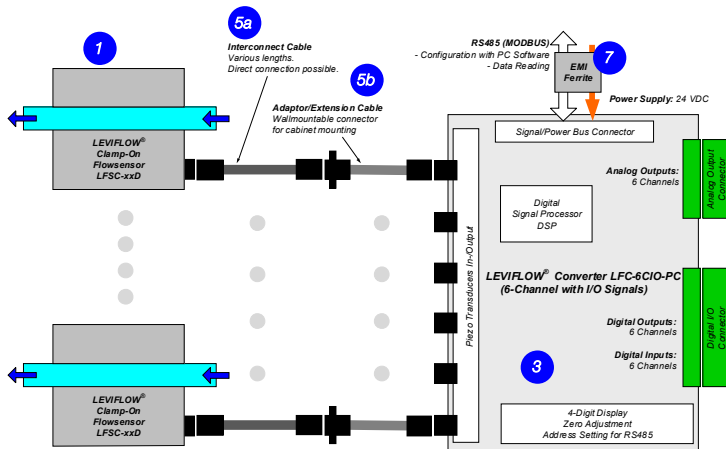 1
5a
Interconnect Cable
Various lengths.
Direct connection possible.
5b
Adaptor/Extension Cable
Wallmountable connector
for cabinet mounting
RS485 (MODBUS)
- Configuration with PC Software
- Data Reading
EMI
Ferrite
7
Power Supply: 24 VDC
LEVIFLOW®
Clamp-On
Flowsensor
LFSC-xxD
Signal/Power Bus Connector
Piezo Transducers In-/Output
Digital
Signal Processor
DSP
Analog Outputs:
6 Channels
Analog Output
Connector
LEVIFLOW® Converter LFC-6CIO-PC
(6-Channel with I/O Signals)
Digital Outputs:
6 Channels
Digital Inputs:
6 Channels
Digital I/O
Connector
3
LEVIFLOW®
Clamp-On
Flowsensor
LFSC-xxD
4-Digit Display
Zero Adjustment
Address Setting for RS485